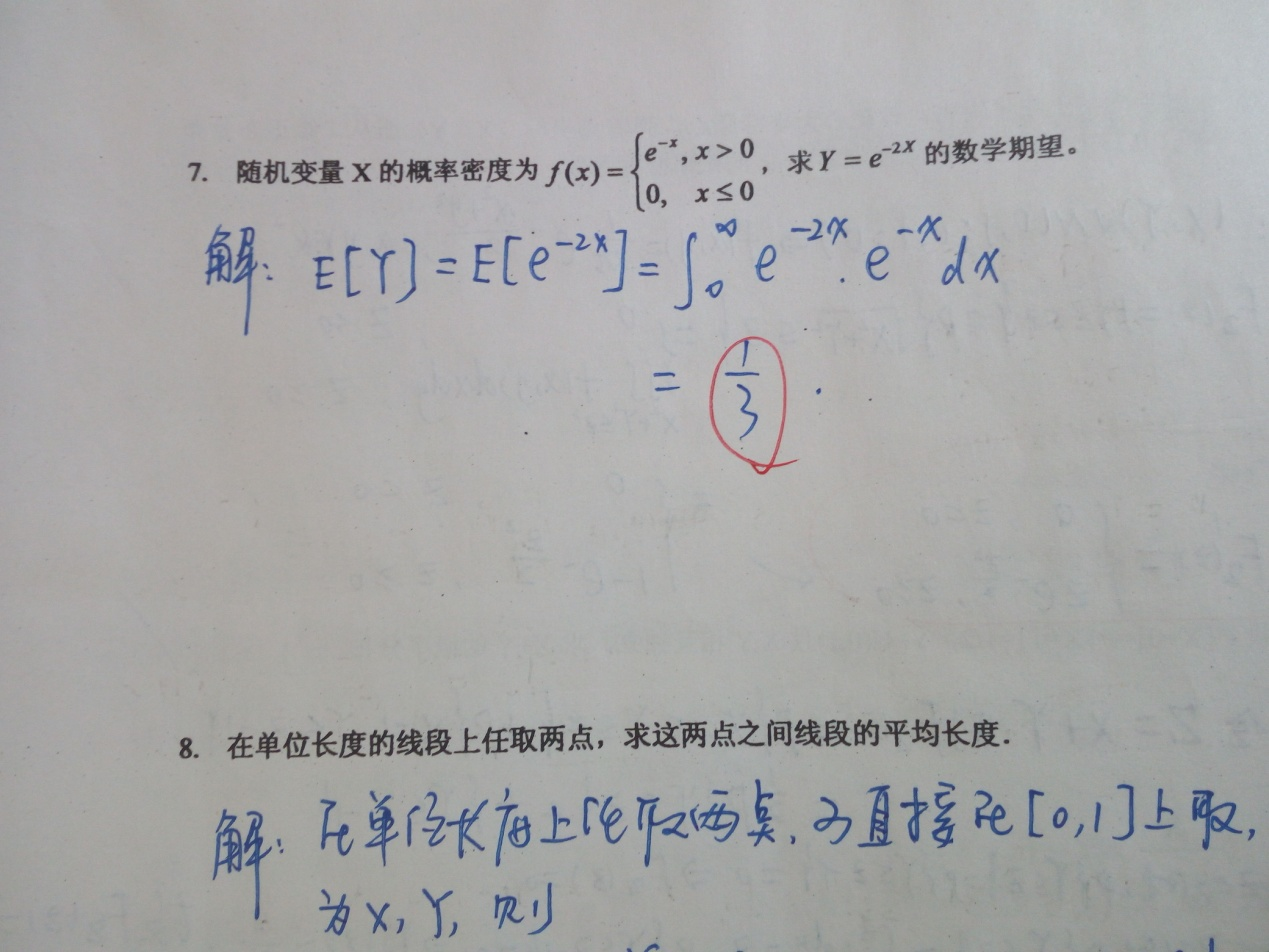 7. 随机变量 X 的概率密度为 f(x) = { e^{-x}, x > 0 ; 0, x ≤ 0 , 求 Y = e^{-2X} 的数学期望。
解: E[Y] = E[e^{-2x}] = ∫_0^∞ e^{-2x} · e^{-x} dx
= 1/3 .
8. 在单位长度的线段上任取两点，求这两点之间线段的平均长度.
解: 在单位长度上任取两点, 可直接在[0,1]上取,
为X, Y, 则